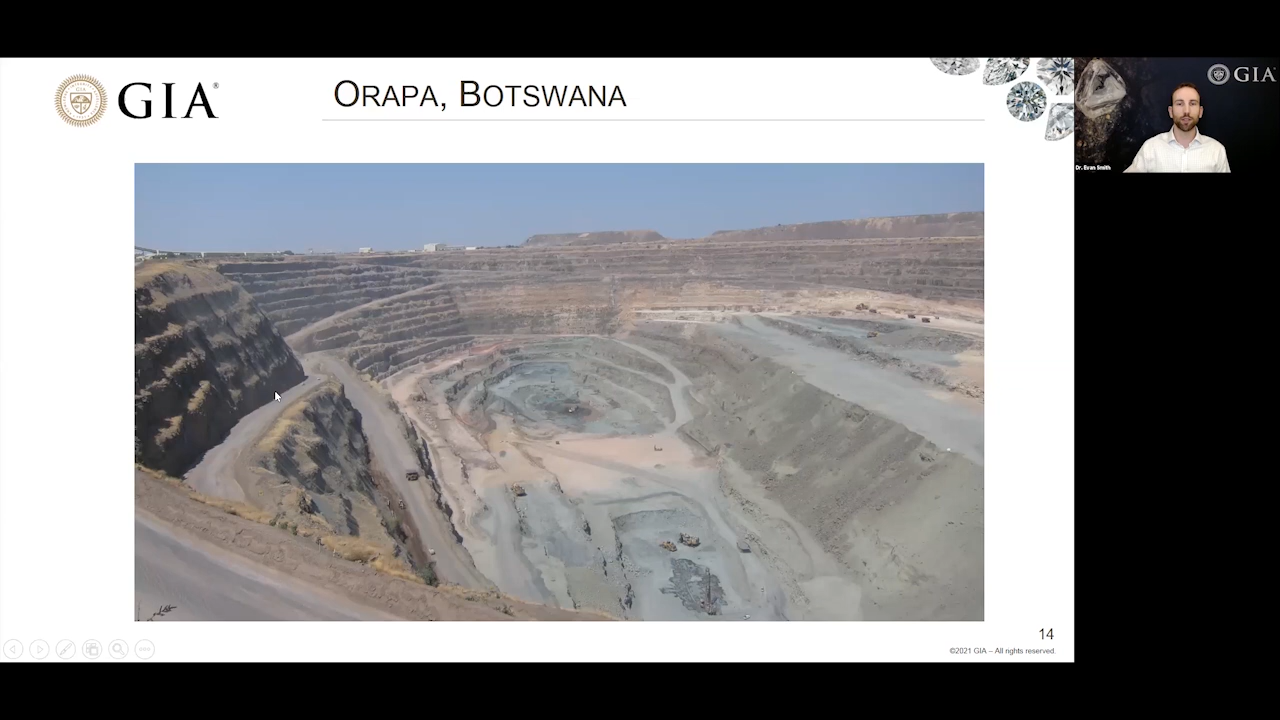 GIA®
ORAPA, BOTSWANA
GIA
Dr. Evan Smith
14
©2021 GIA – All rights reserved.